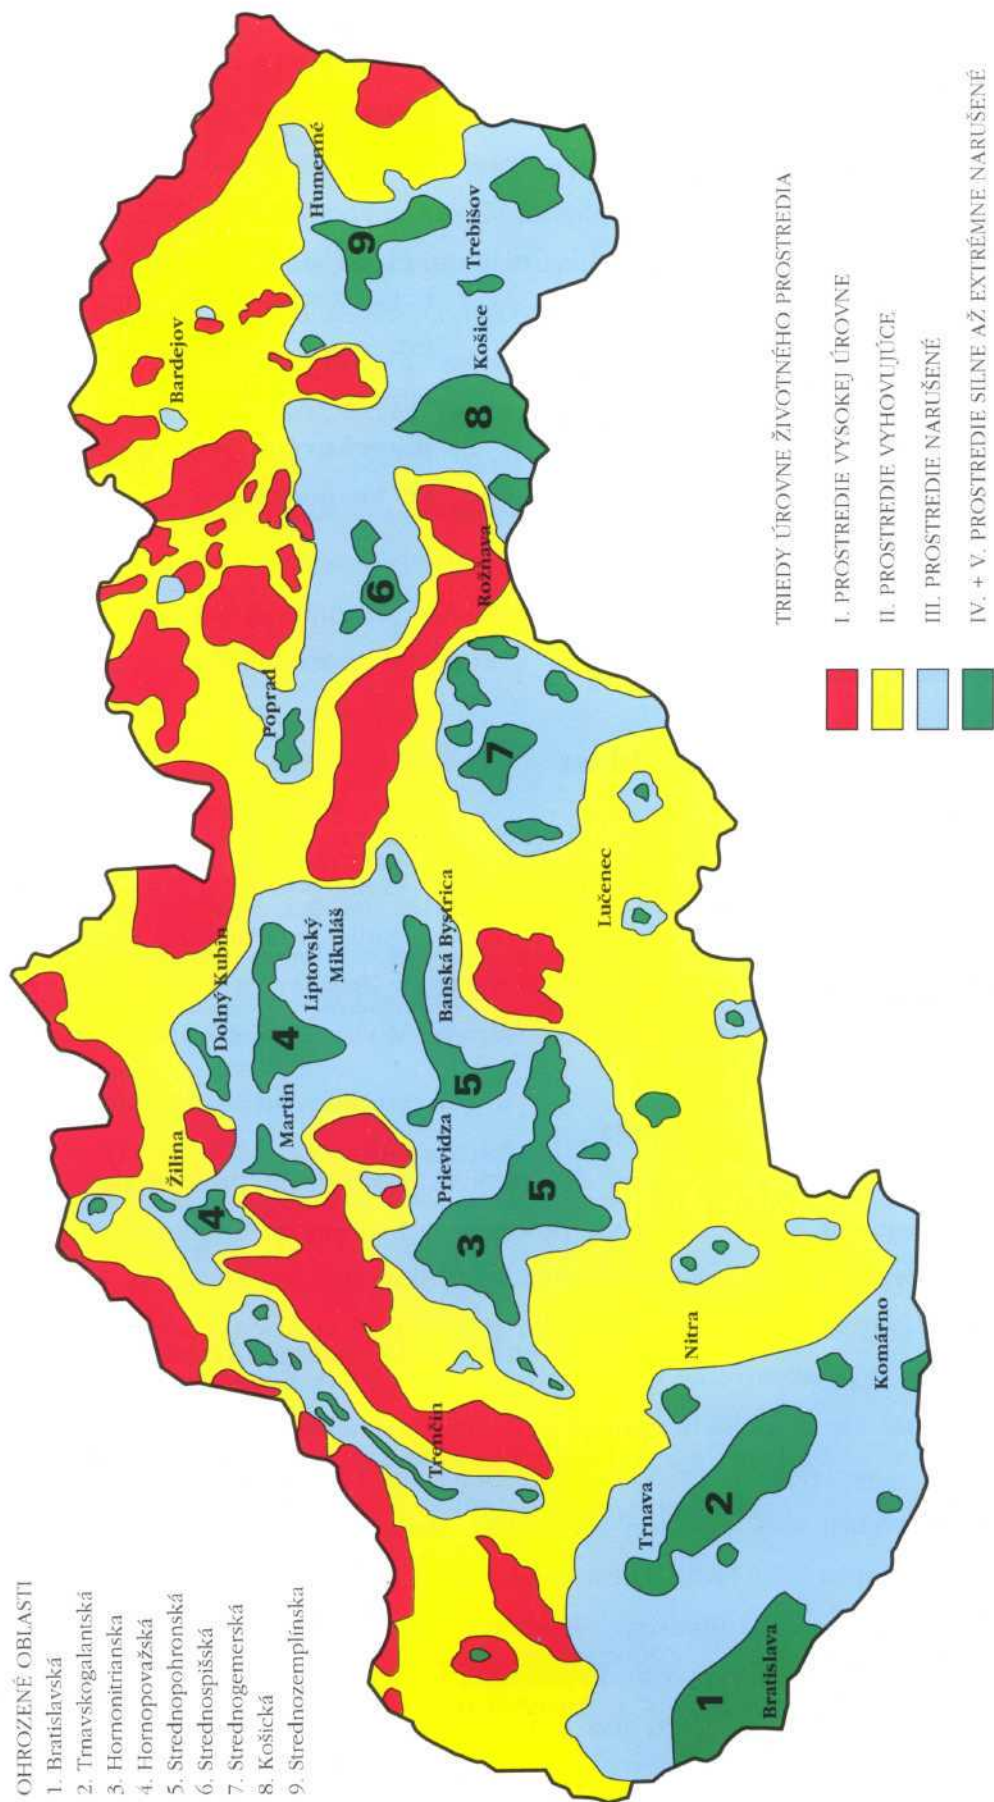 OHROZENÉ OBLASTI
1. Bratislavská
2. Trnavskogalantská
3. Hornonitrianska
4. Hornopovažská
5. Strednopohronská
6. Strednospišská
7. Strednogemerská
8. Košická
9. Strednozemplínska
Žilina
4
Martin
Dolný Kubín
4
Liptovský
Mikuláš
Poprad
6
Bardejov
Humenné
9
Trenčín
Prievidza
3
5
5
Banská Bystrica
7
Rožňava
8
Košice
Trebišov
Lučenec
Nitra
Trnava
2
1
Bratislava
Komárno
TRIEDY ÚROVNE ŽIVOTNÉHO PROSTREDIA
I. PROSTREDIE VYSOKEJ ÚROVNE
II. PROSTREDIE VYHOVUJÚCE
III. PROSTREDIE NARUŠENÉ
IV. + V. PROSTREDIE SILNE AŽ EXTRÉMNE NARUŠENÉ